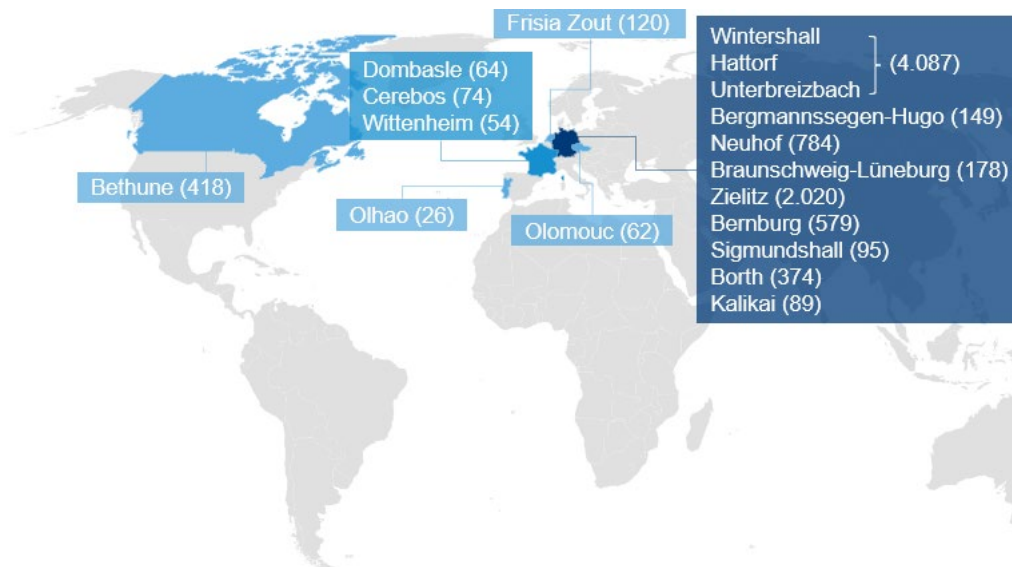 Frisia Zout (120)
Dombasle (64)
Cerebos (74)
Wittenheim (54)
Bethune (418)
Olhao (26)
Olomouc (62)
Wintershall
Hattorf
(4.087)
Unterbreizbach
Bergmannssegen-Hugo (149)
Neuhof (784)
Braunschweig-Lüneburg (178)
Zielitz (2.020)
Bernburg (579)
Sigmundshall (95)
Borth (374)
Kalikai (89)